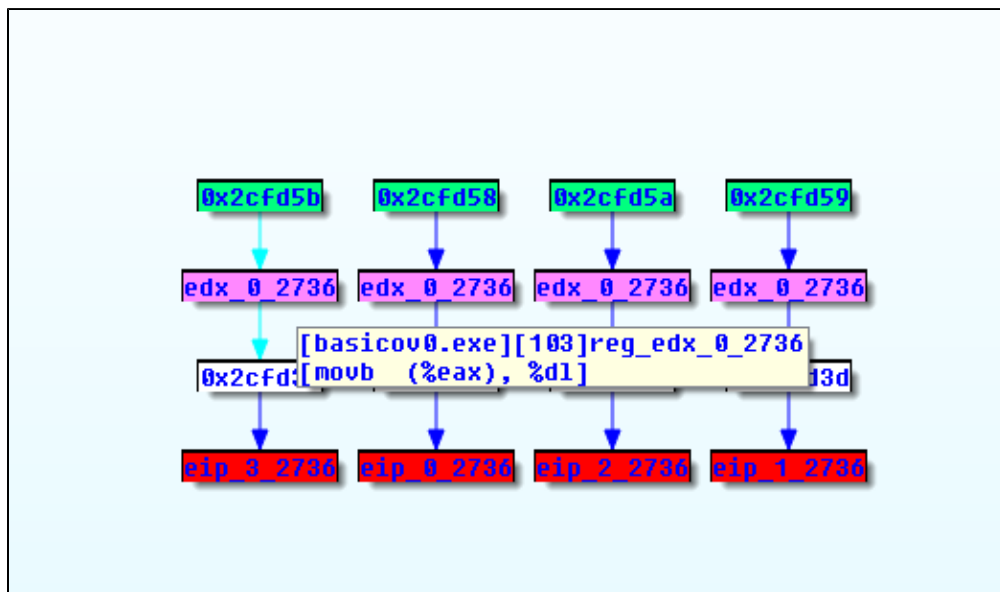 0x2cfd5b 0x2cfd58 0x2cfd5a 0x2cfd59
edx_0_2736 edx_0_2736 edx_0_2736 edx_0_2736
[basicov0.exe][103]reg_edx_0_2736
[movb (%eax), %dl]
eip_3_2736 eip_0_2736 eip_2_2736 eip_1_2736